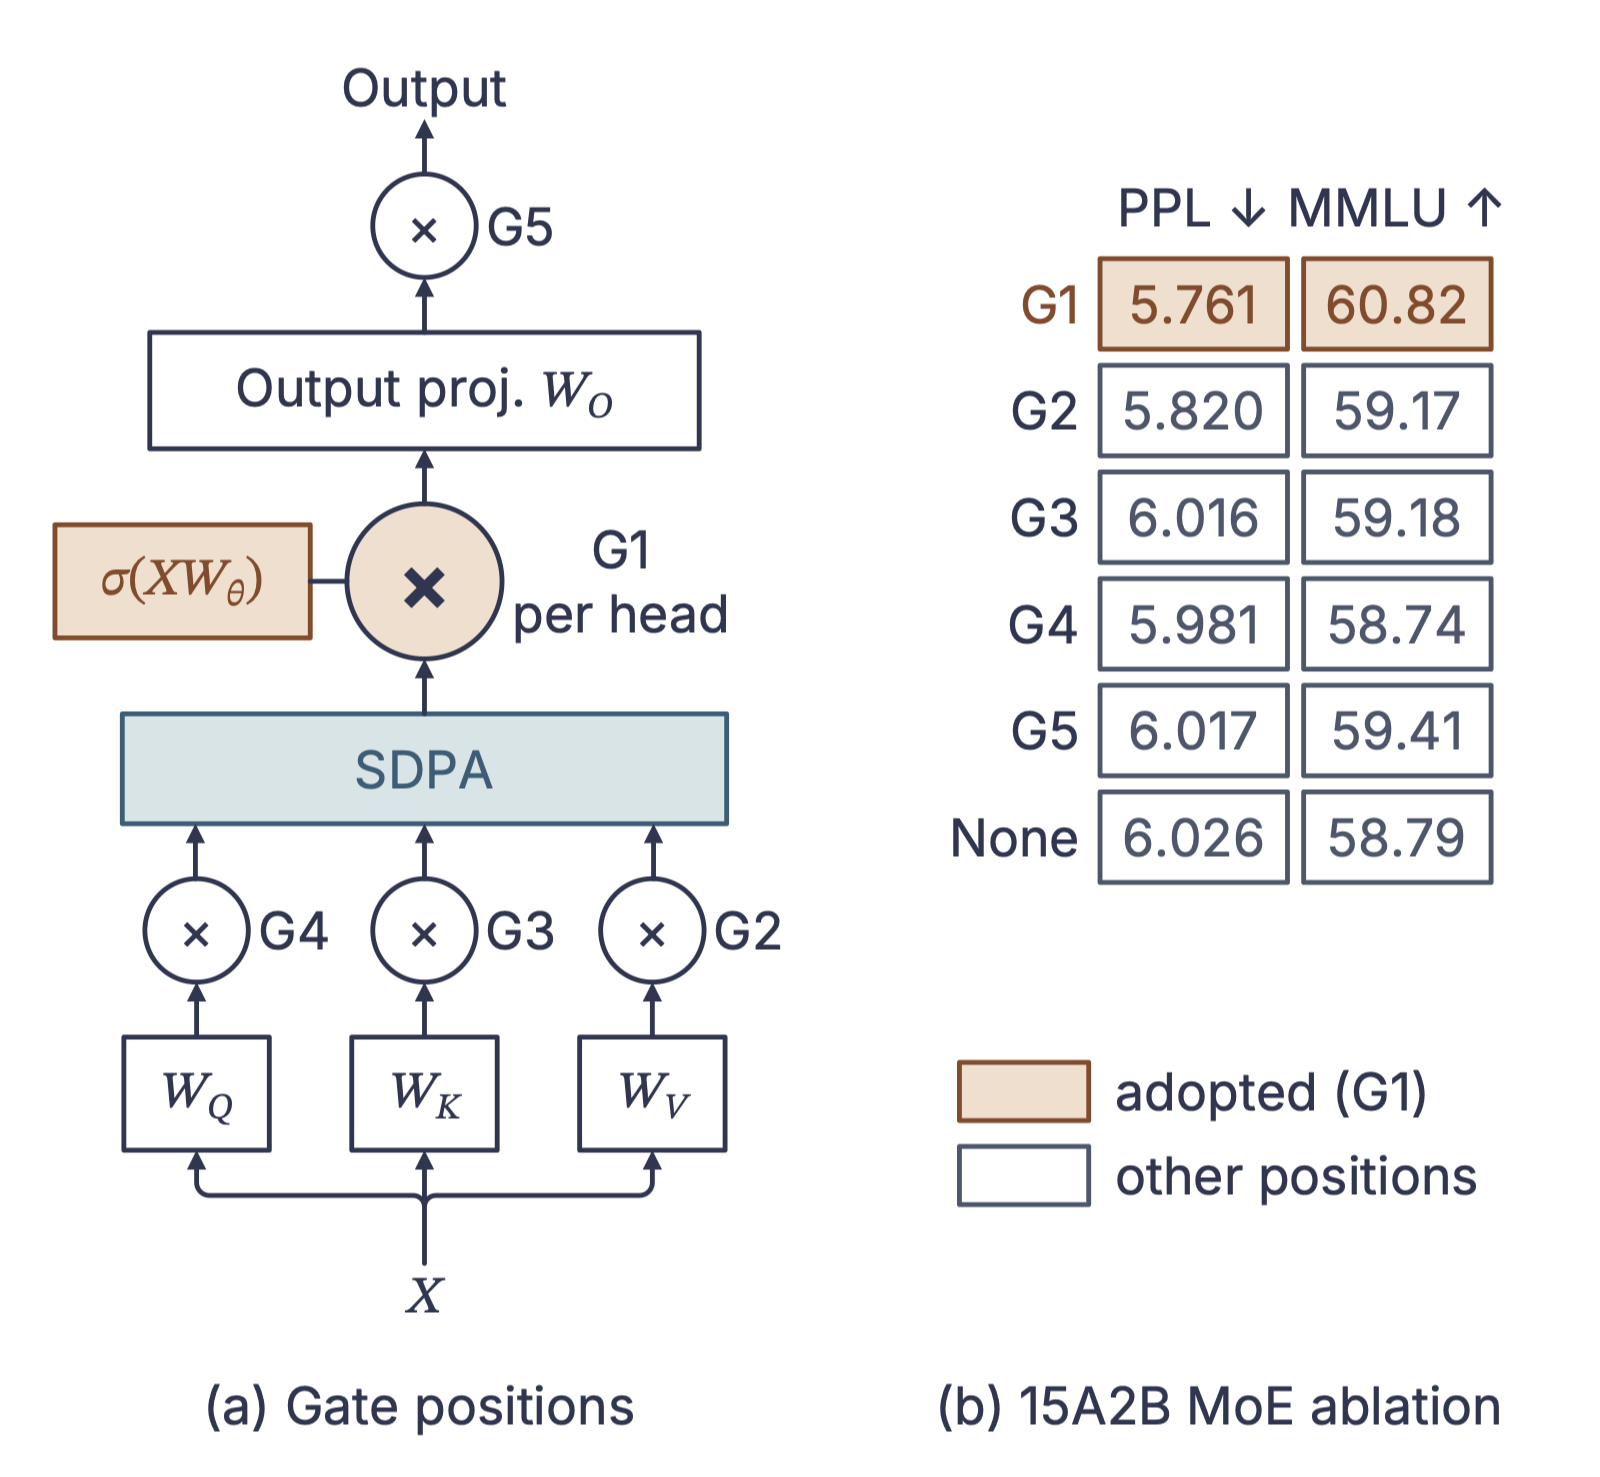 Output
× G5
Output proj. W_O
σ(XW_θ)
×
G1
per head
SDPA
× G4 × G3 × G2
W_Q W_K W_V
X
(a) Gate positions
PPL ↓ MMLU ↑
G1 5.761 60.82
G2 5.820 59.17
G3 6.016 59.18
G4 5.981 58.74
G5 6.017 59.41
None 6.026 58.79
adopted (G1)
other positions
(b) 15A2B MoE ablation